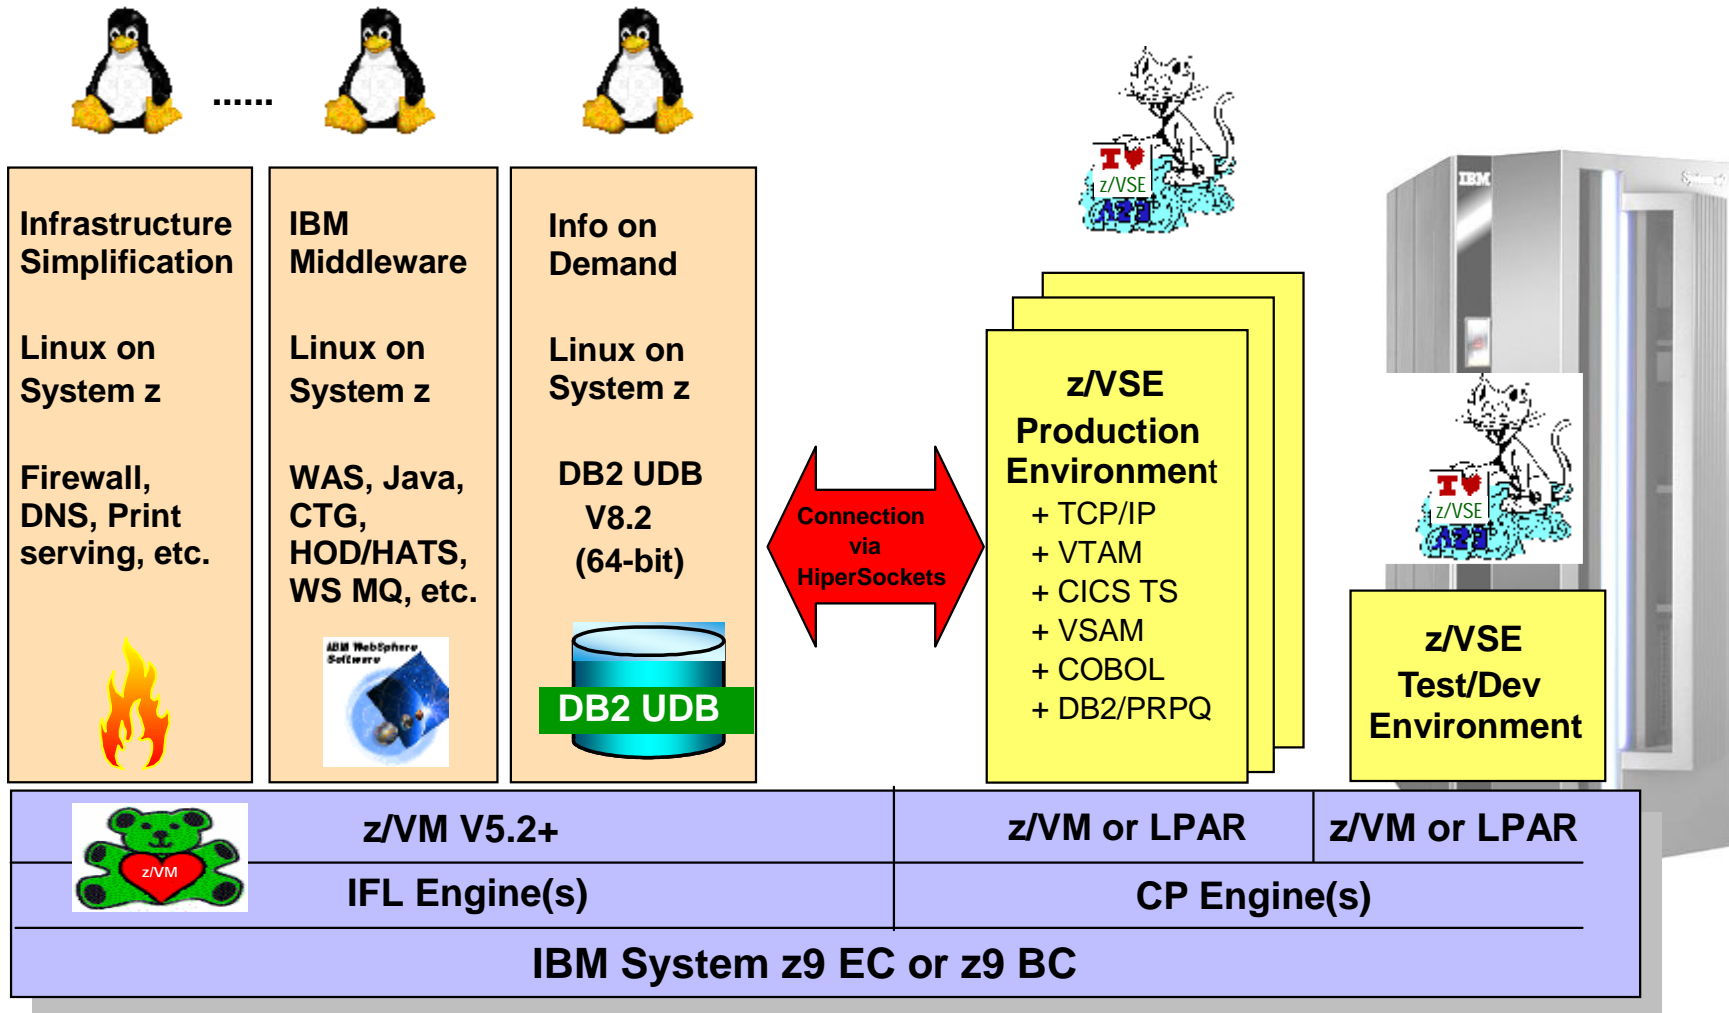 ......
Infrastructure
Simplification
Linux on
System z
Firewall,
DNS, Print
serving, etc.
IBM
Middleware
Linux on
System z
WAS, Java,
CTG,
HOD/HATS,
WS MQ, etc.
IBM WebSphere
Software
Info on
Demand
Linux on
System z
DB2 UDB
V8.2
(64-bit)
DB2 UDB
Connection
via
HiperSockets
I ♥
z/VSE
z/VSE
Production
Environment
+ TCP/IP
+ VTAM
+ CICS TS
+ VSAM
+ COBOL
+ DB2/PRPQ
IBM
I ♥
z/VSE
z/VSE
Test/Dev
Environment
z/VM
z/VM V5.2+
z/VM or LPAR
z/VM or LPAR
IFL Engine(s)
CP Engine(s)
IBM System z9 EC or z9 BC